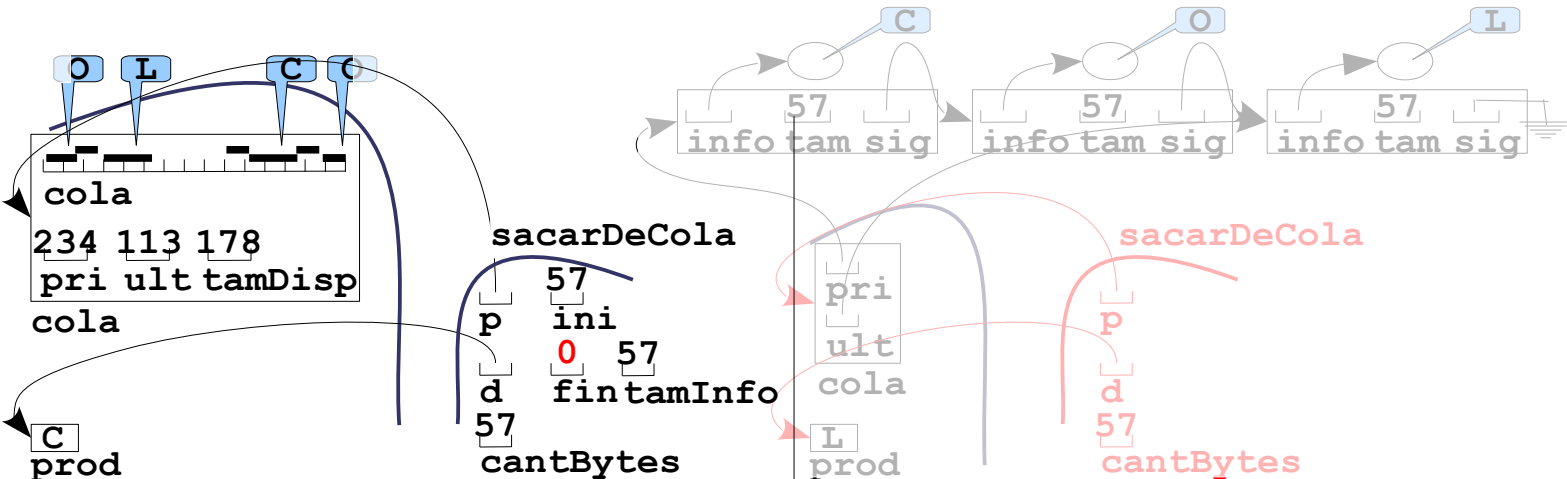 O L C O
cola
234 113 178
pri ult tamDisp
cola
C
prod
sacarDeCola
57
p ini
0 57
d fin tamInfo
57
cantBytes
C O L
57 57 57
info tam sig info tam sig info tam sig
pri
ult
cola
L
prod
sacarDeCola
p
d
57
cantBytes